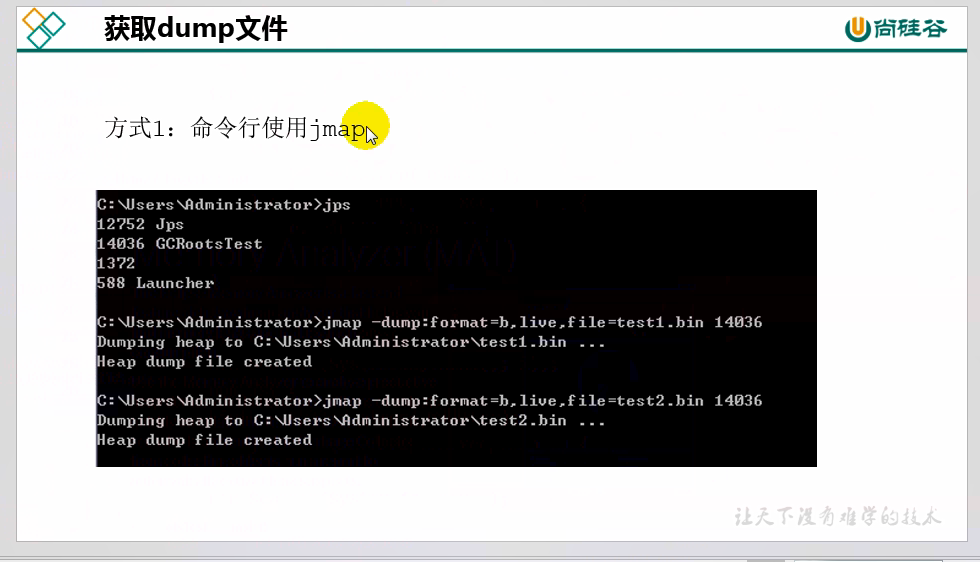 获取dump文件
尚硅谷
方式1：命令行使用jmap
C:\Users\Administrator>jps
12752 Jps
14036 GCRootsTest
1372
588 Launcher
C:\Users\Administrator>jmap -dump:format=b,live,file=test1.bin 14036
Dumping heap to C:\Users\Administrator\test1.bin ...
Heap dump file created
C:\Users\Administrator>jmap -dump:format=b,live,file=test2.bin 14036
Dumping heap to C:\Users\Administrator\test2.bin ...
Heap dump file created
让天下没有难学的技术